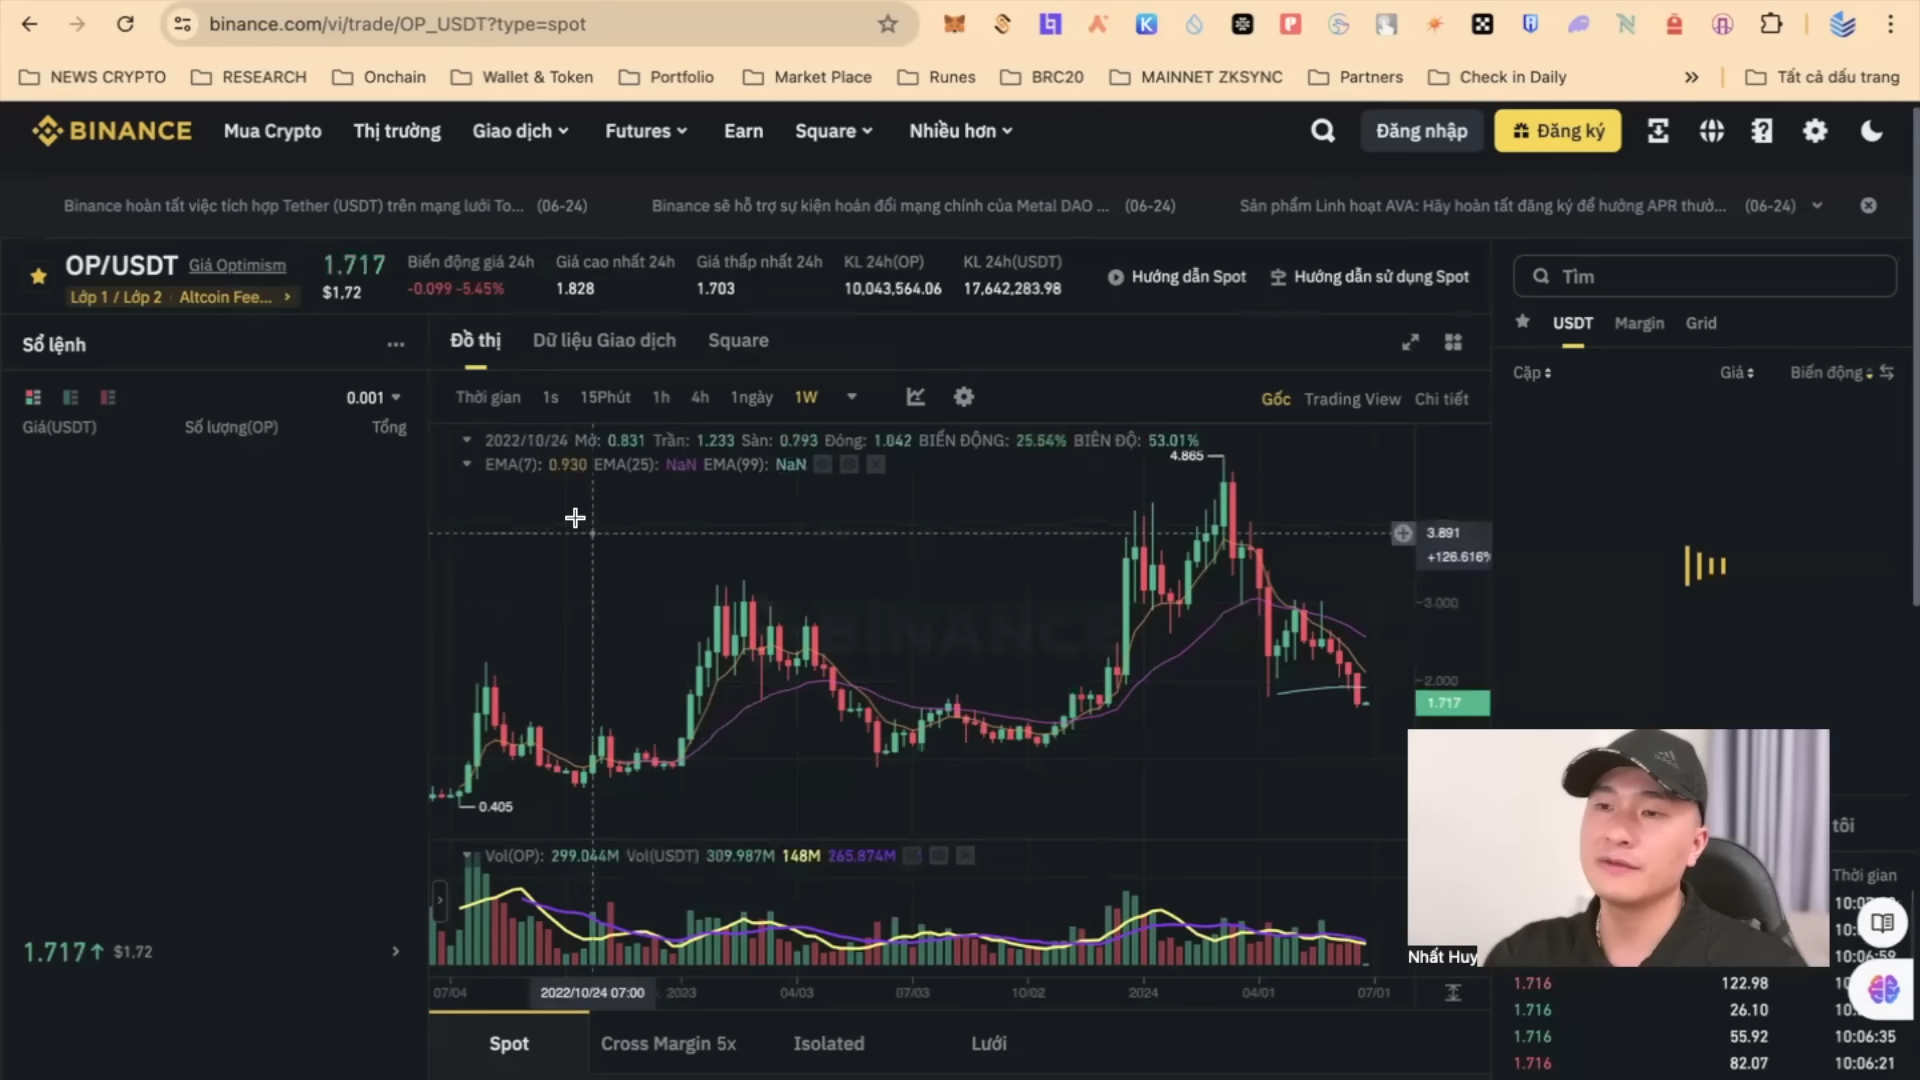 binance.com/vi/trade/OP_USDT?type=spot
NEWS CRYPTO RESEARCH Onchain Wallet & Token Portfolio Market Place Runes BRC20 MAINNET ZKSYNC Partners Check in Daily » Tất cả dấu trang
BINANCE Mua Crypto Thị trường Giao dịch Futures Earn Square Nhiều hơn Đăng nhập Đăng ký
Binance hoàn tất việc tích hợp Tether (USDT) trên mạng lưới To... (06-24) Binance sẽ hỗ trợ sự kiện hoán đổi mạng chính của Metal DAO ... (06-24) Sản phẩm Linh hoạt AVA: Hãy hoàn tất đăng ký để hưởng APR thưở... (06-24)
OP/USDT Giá Optimism 1.717 Biến động giá 24h Giá cao nhất 24h Giá thấp nhất 24h KL 24h(OP) KL 24h(USDT) Hướng dẫn Spot Hướng dẫn sử dụng Spot
Lớp 1 / Lớp 2 Altcoin Fee... $1,72 -0.099 -5.45% 1.828 1.703 10,043,564.06 17,642,283.98
Tìm
Sổ lệnh ... Đồ thị Dữ liệu Giao dịch Square USDT Margin Grid
Cặp Giá Biến động
0.001 Thời gian 1s 15Phút 1h 4h 1ngày 1W Gốc Trading View Chi tiết
Giá(USDT) Số lượng(OP) Tổng
2022/10/24 Mở: 0.831 Trần: 1.233 Sàn: 0.793 Đóng: 1.042 BIẾN ĐỘNG: 25.54% BIÊN ĐỘ: 53.01%
EMA(7): 0.930 EMA(25): NaN EMA(99): NaN
4.865
3.891
+126.616%
3.000
BINANCE
2.000
1.717
0.405
Vol(OP): 299.044M Vol(USDT) 309.987M 148M 265.874M
1.717↑ $1,72
07/04 2022/10/24 07:00 2023 04/03 07/03 10/02 2024 04/01 07/01
Spot Cross Margin 5x Isolated Lưới
tôi
Thời gian
Nhất Huy
10:06:59
1.716 122.98
1.716 26.10
1.716 55.92 10:06:35
1.716 82.07 10:06:21